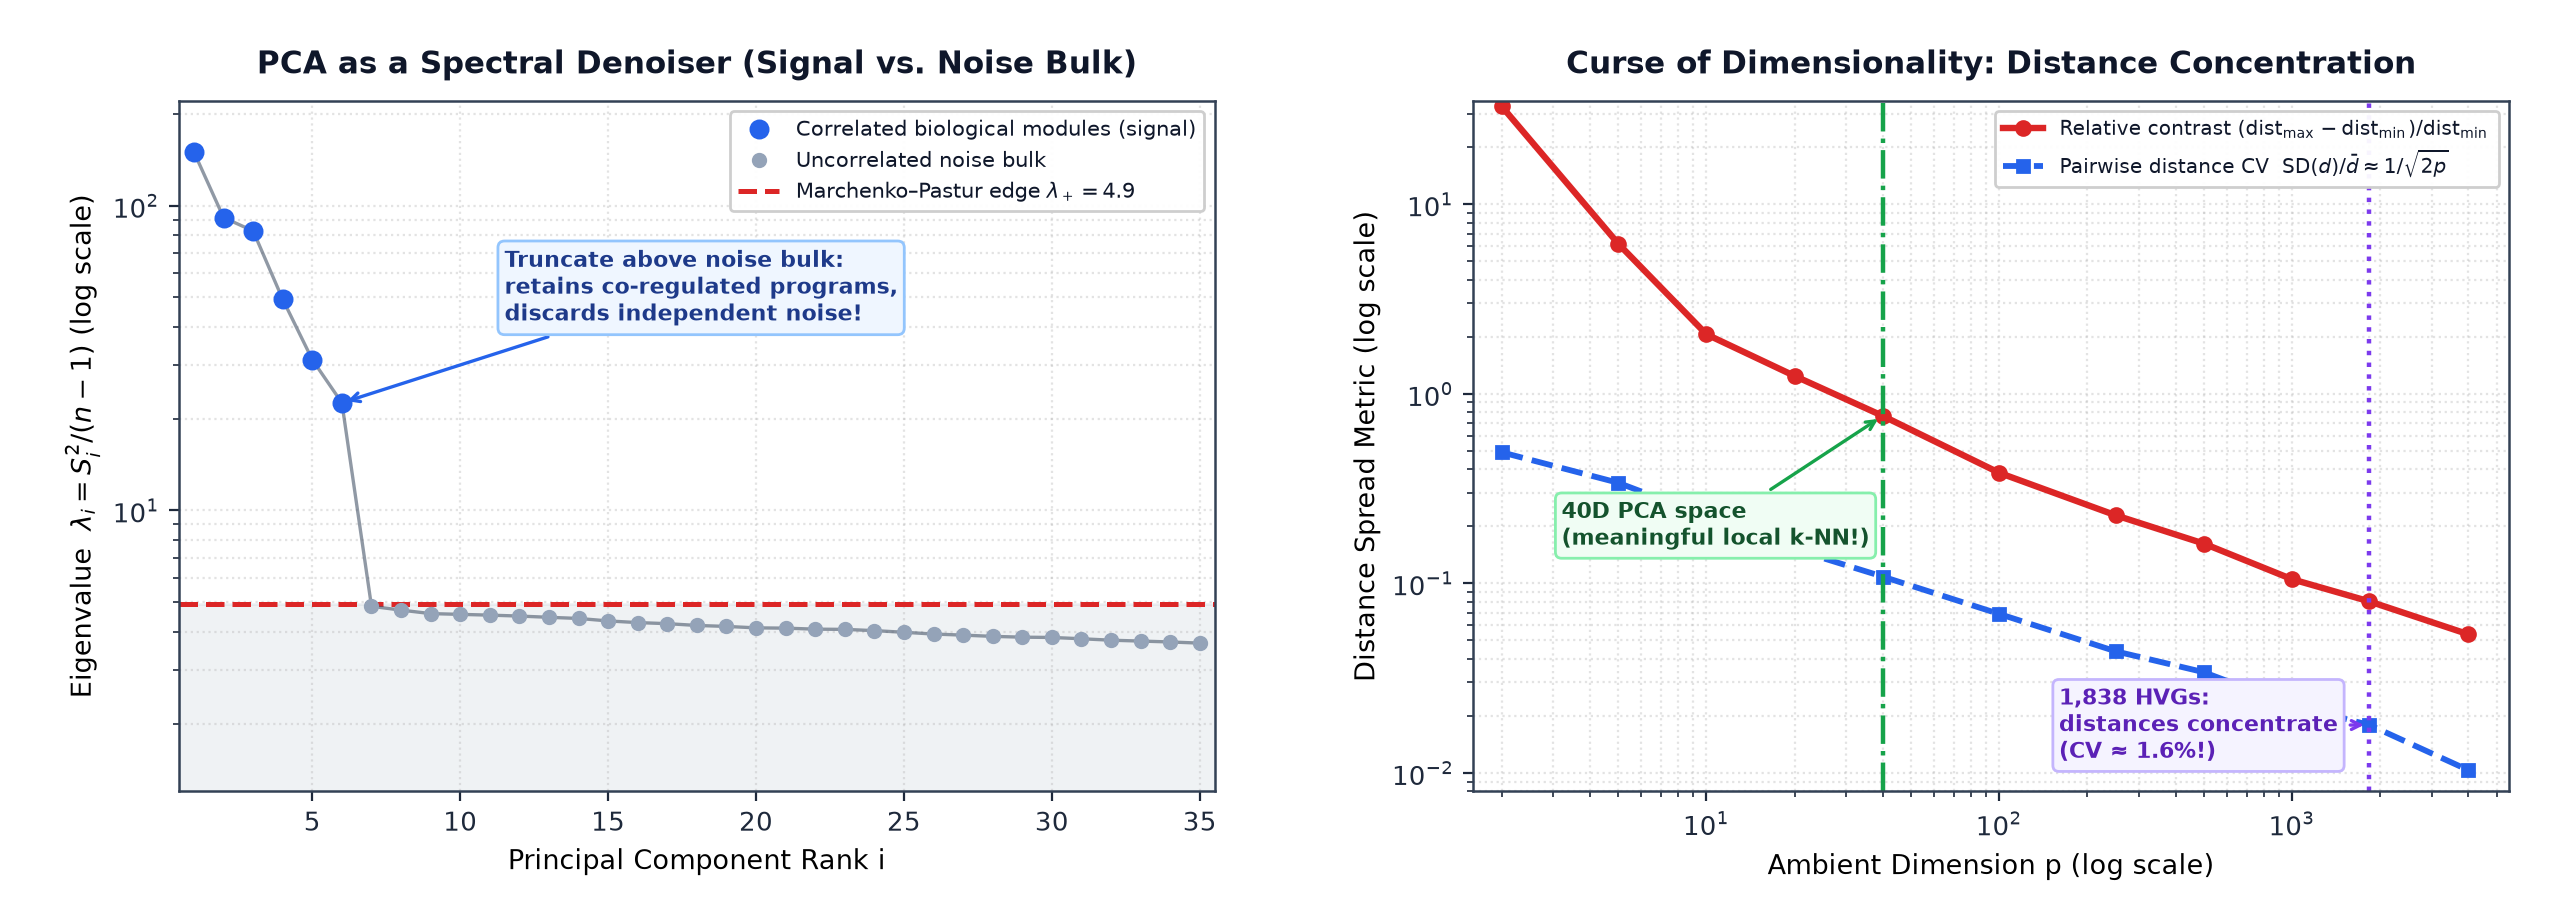 PCA as a Spectral Denoiser (Signal vs. Noise Bulk)
Correlated biological modules (signal)
Uncorrelated noise bulk
Marchenko–Pastur edge λ₊ = 4.9
Truncate above noise bulk:
retains co-regulated programs,
discards independent noise!
Eigenvalue λᵢ = Sᵢ²/(n − 1) (log scale)
10²
10¹
5 10 15 20 25 30 35
Principal Component Rank i
Curse of Dimensionality: Distance Concentration
Relative contrast (dist_max − dist_min)/dist_min
Pairwise distance CV SD(d)/d̄ ≈ 1/√2p
40D PCA space
(meaningful local k-NN!)
1,838 HVGs:
distances concentrate
(CV ≈ 1.6%!)
Distance Spread Metric (log scale)
10¹
10⁰
10⁻¹
10⁻²
10¹ 10² 10³
Ambient Dimension p (log scale)